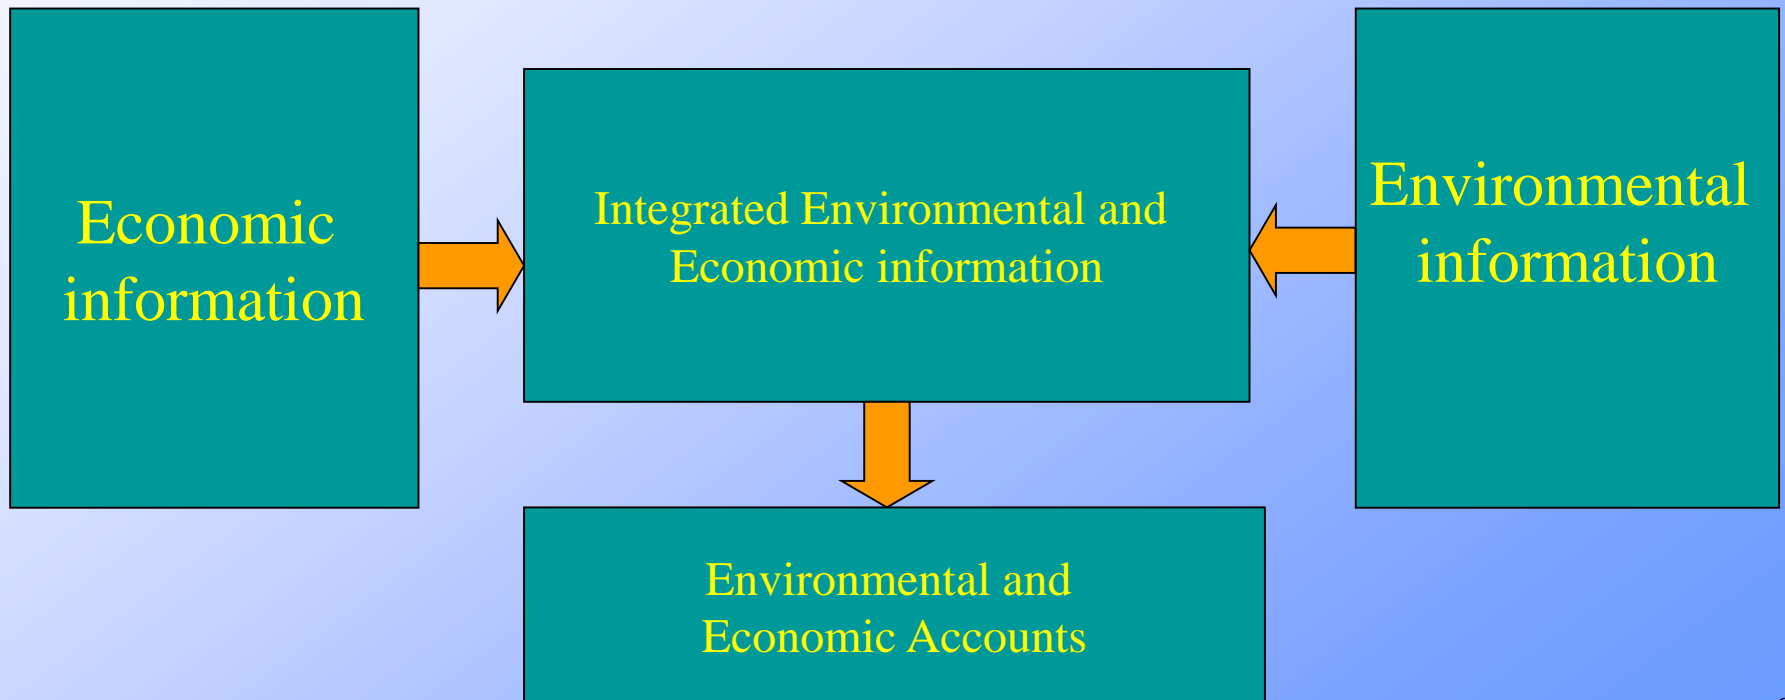 Economic
information
Integrated Environmental and
Economic information
Environmental
information
Environmental and
Economic Accounts